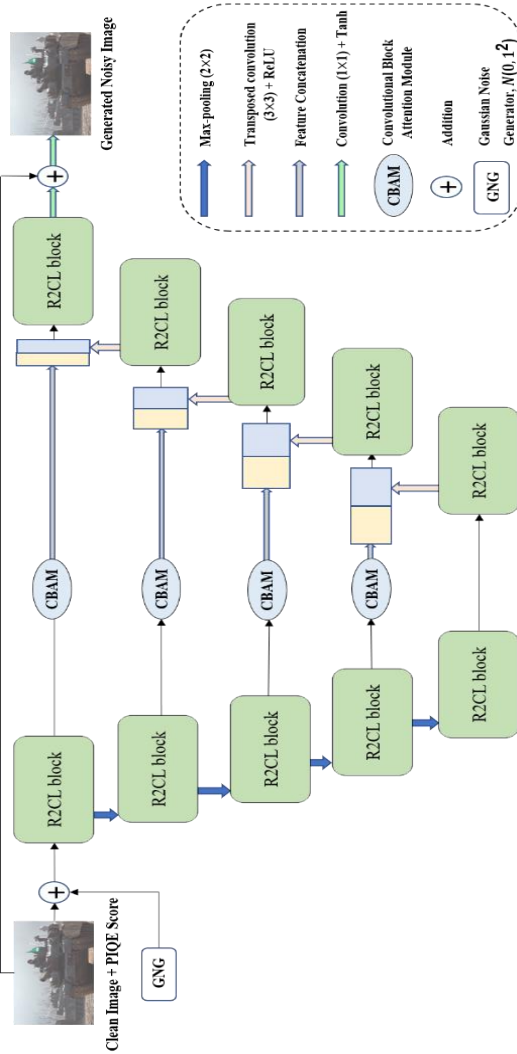 R2CL block
CBAM
R2CL block
Clean Image + PIQE Score
Generated Noisy Image
GNG
R2CL block
CBAM
R2CL block
R2CL block
CBAM
R2CL block
R2CL block
CBAM
R2CL block
R2CL block
R2CL block
Max-pooling (2×2)
Transposed convolution
(3×3) + ReLU
Feature Concatenation
Convolution (1×1) + Tanh
CBAM
Convolutional Block
Attention Module
+
Addition
GNG
Gaussian Noise
Generator, N(0,1²)
+
+